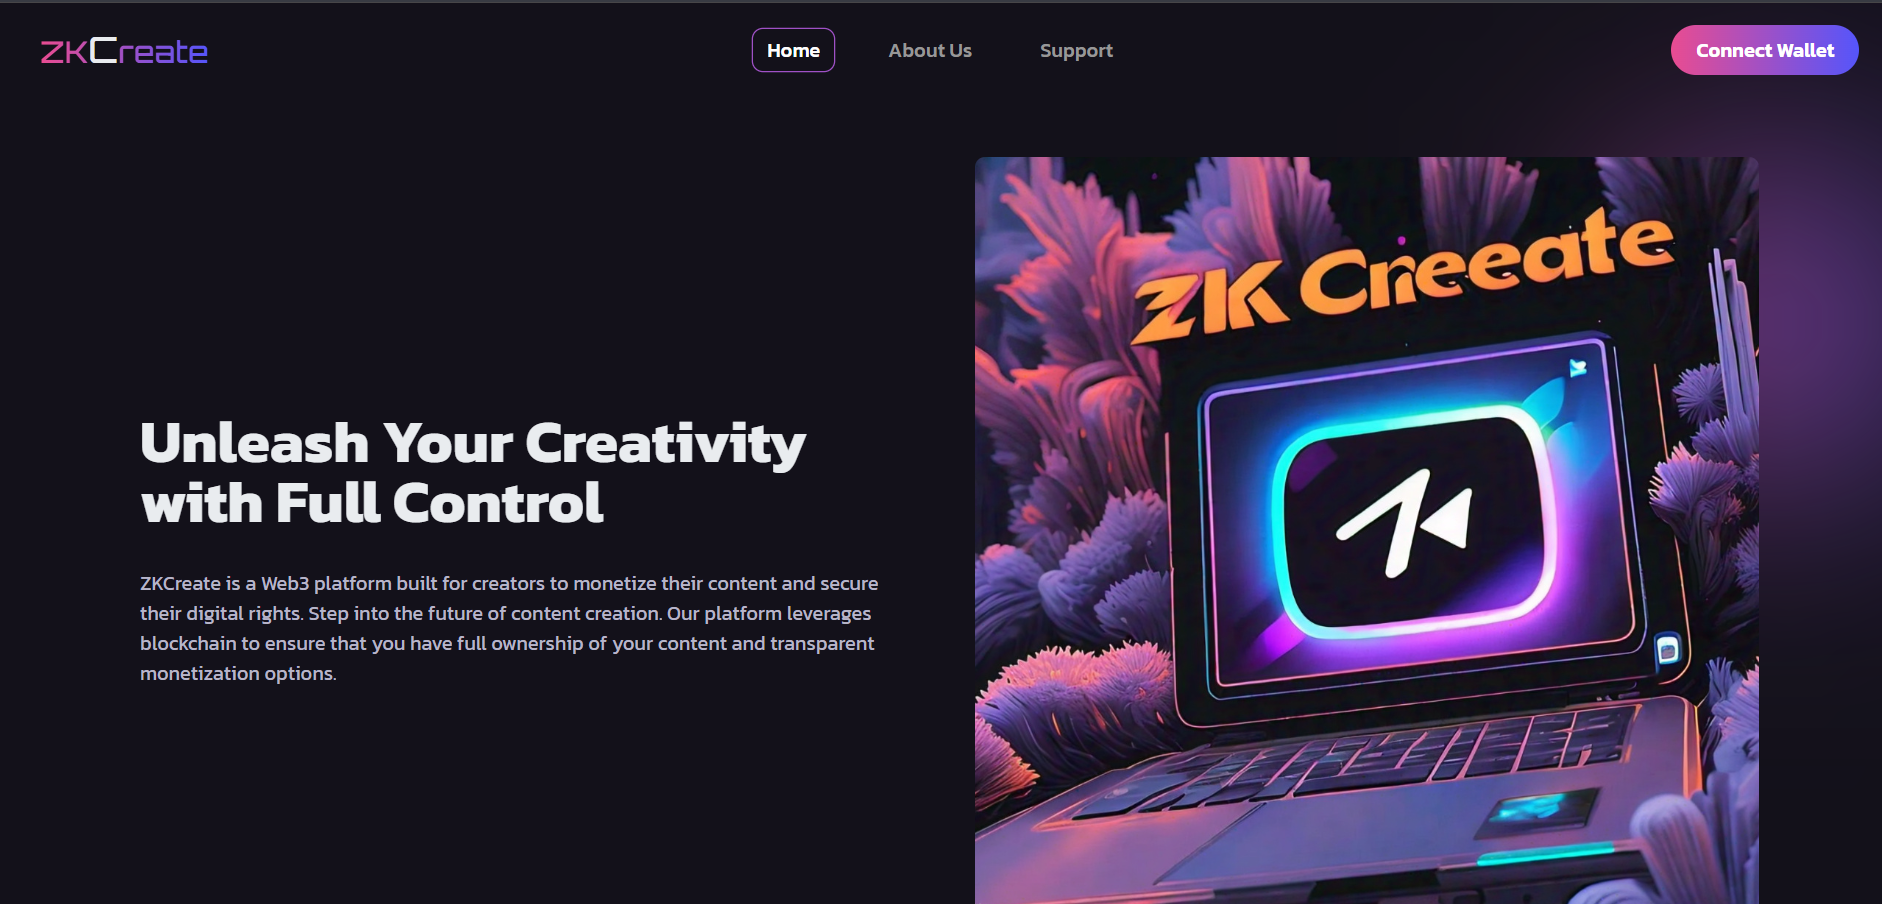 ZKCreate
Home
About Us
Support
Connect Wallet
ZK Creeate
Unleash Your Creativity
with Full Control
ZKCreate is a Web3 platform built for creators to monetize their content and secure
their digital rights. Step into the future of content creation. Our platform leverages
blockchain to ensure that you have full ownership of your content and transparent
monetization options.